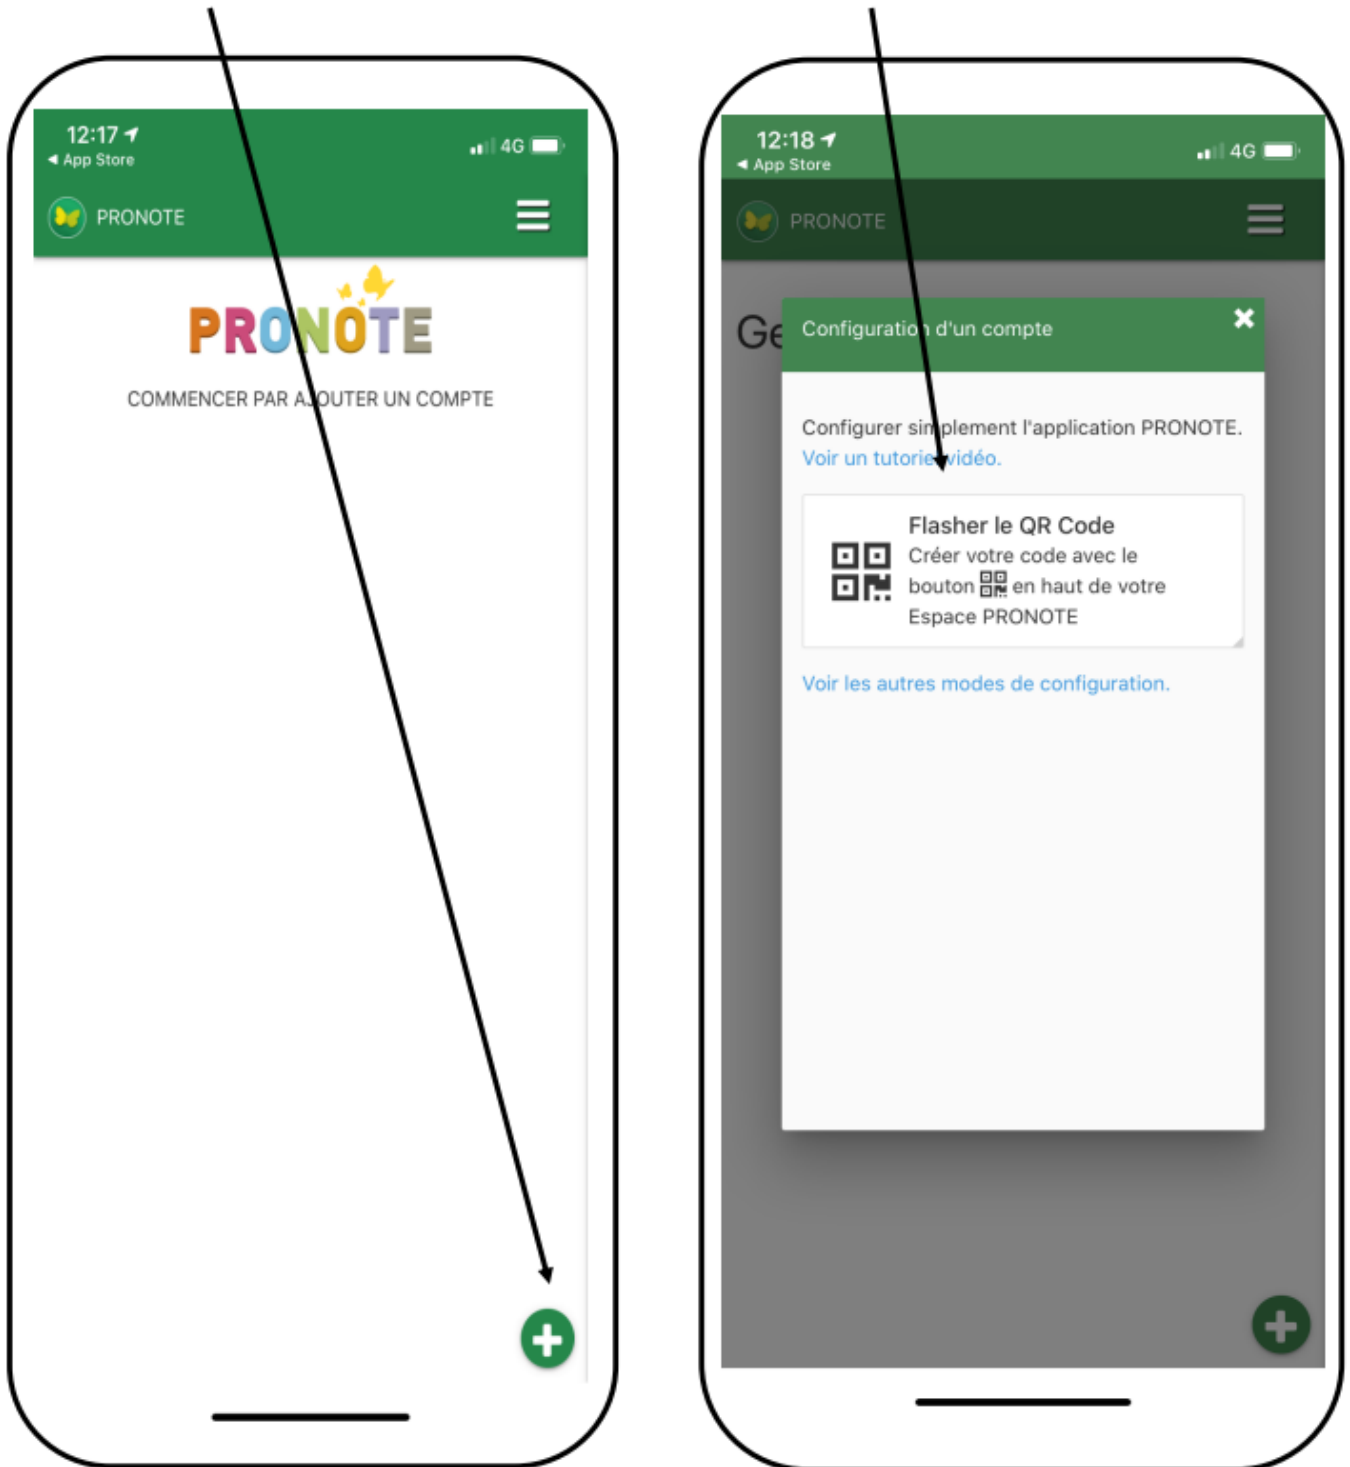 12:17
◄ App Store
4G
PRONOTE
PRONOTE
COMMENCER PAR AJOUTER UN COMPTE
12:18
◄ App Store
4G
PRONOTE
Ge
Configuration d'un compte
Configurer simplement l'application PRONOTE.
Voir un tutoriel vidéo.
Flasher le QR Code
Créer votre code avec le
bouton en haut de votre
Espace PRONOTE
Voir les autres modes de configuration.